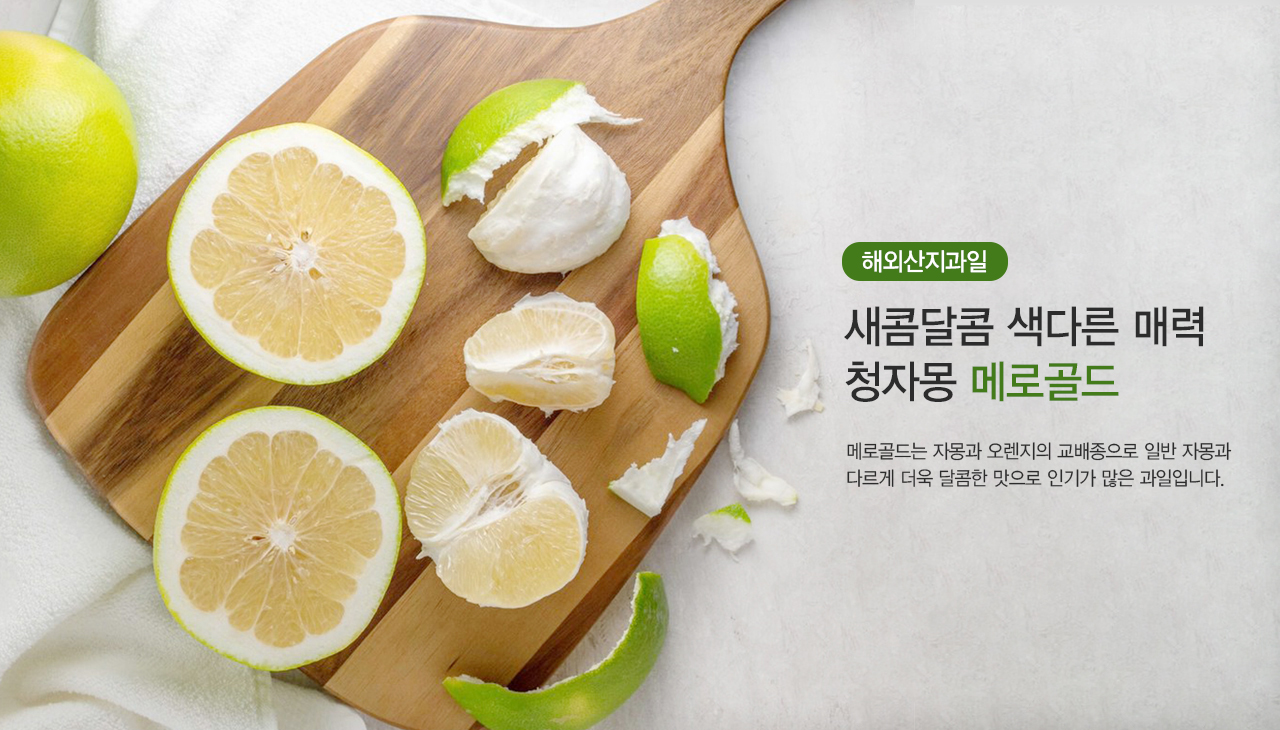 해외산지과일
새콤달콤 색다른 매력
청자몽 메로골드
메로골드는 자몽과 오렌지의 교배종으로 일반 자몽과
다르게 더욱 달콤한 맛으로 인기가 많은 과일입니다.